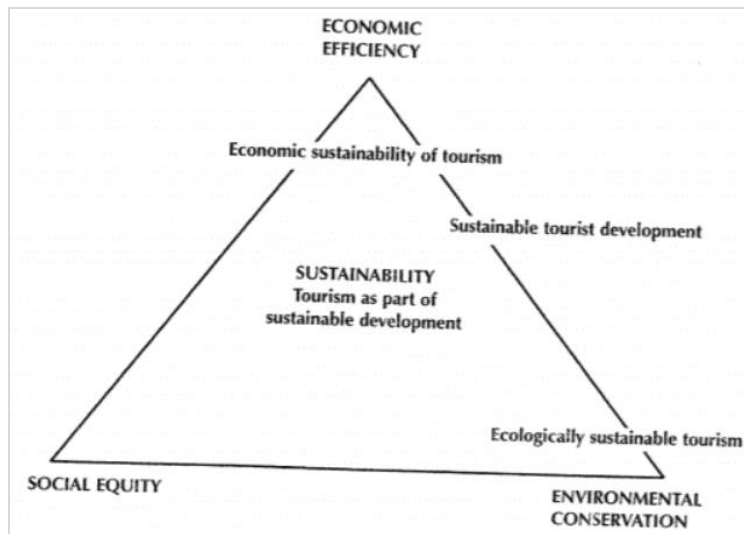 ECONOMIC
EFFICIENCY
Economic sustainability of tourism
Sustainable tourist development
SUSTAINABILITY
Tourism as part of
sustainable development
Ecologically sustainable tourism
SOCIAL EQUITY
ENVIRONMENTAL
CONSERVATION